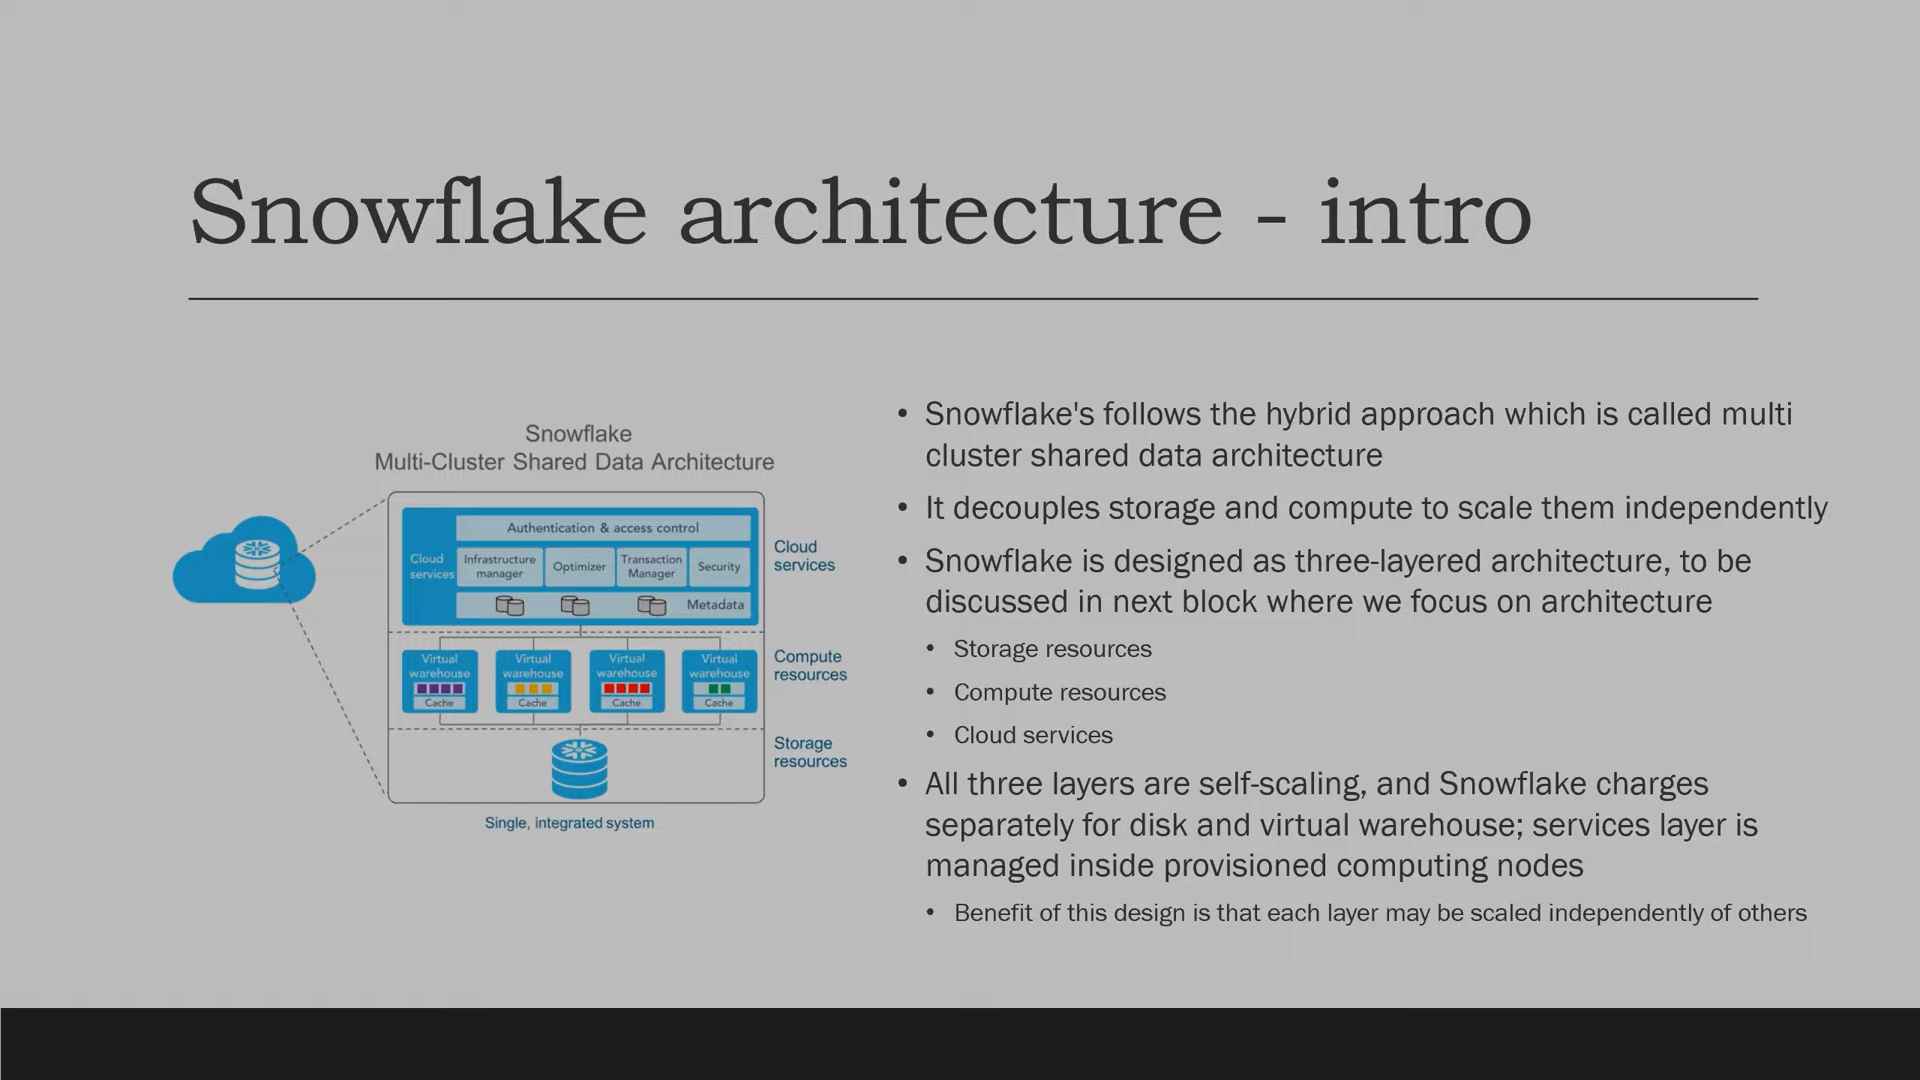 Snowflake architecture - intro
Snowflake
Multi-Cluster Shared Data Architecture
Cloud
services
Authentication & access control
Infrastructure
manager
Optimizer
Transaction
Manager
Security
Metadata
Cloud
services
Virtual
warehouse
Cache
Virtual
warehouse
Cache
Virtual
warehouse
Cache
Virtual
warehouse
Cache
Compute
resources
Storage
resources
Single, integrated system
• Snowflake's follows the hybrid approach which is called multi
cluster shared data architecture
• It decouples storage and compute to scale them independently
• Snowflake is designed as three-layered architecture, to be
discussed in next block where we focus on architecture
• Storage resources
• Compute resources
• Cloud services
• All three layers are self-scaling, and Snowflake charges
separately for disk and virtual warehouse; services layer is
managed inside provisioned computing nodes
• Benefit of this design is that each layer may be scaled independently of others